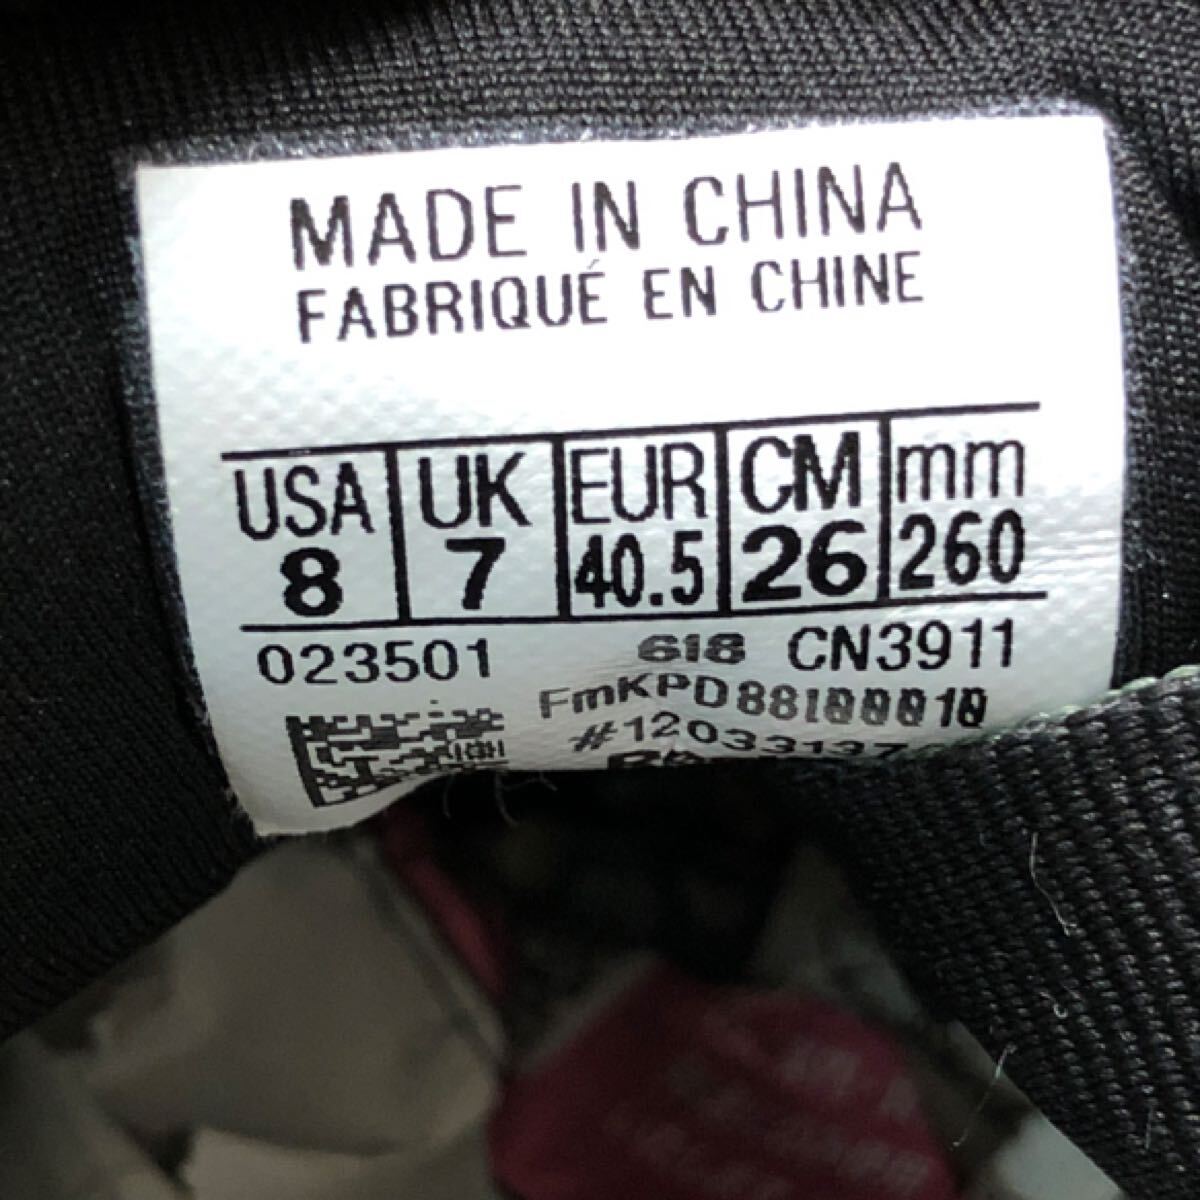 MADE IN CHINA
FABRIQUÉ EN CHINE
USA UK EUR CM mm
8 7 40.5 26 260
023501 618 CN3911
#12033137